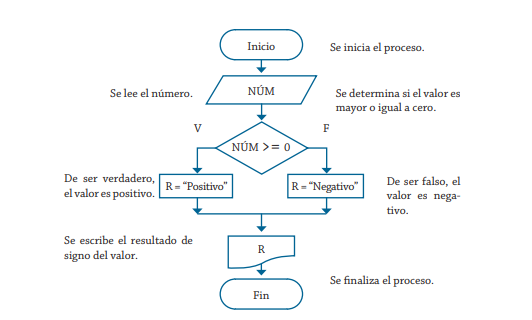 Inicio
Se inicia el proceso.
Se lee el número.
NÚM
Se determina si el valor es
mayor o igual a cero.
V
F
NÚM >= 0
De ser verdadero,
el valor es positivo.
R = “Positivo”
R = “Negativo”
De ser falso, el
valor es nega-
tivo.
Se escribe el resultado de
signo del valor.
R
Se finaliza el proceso.
Fin